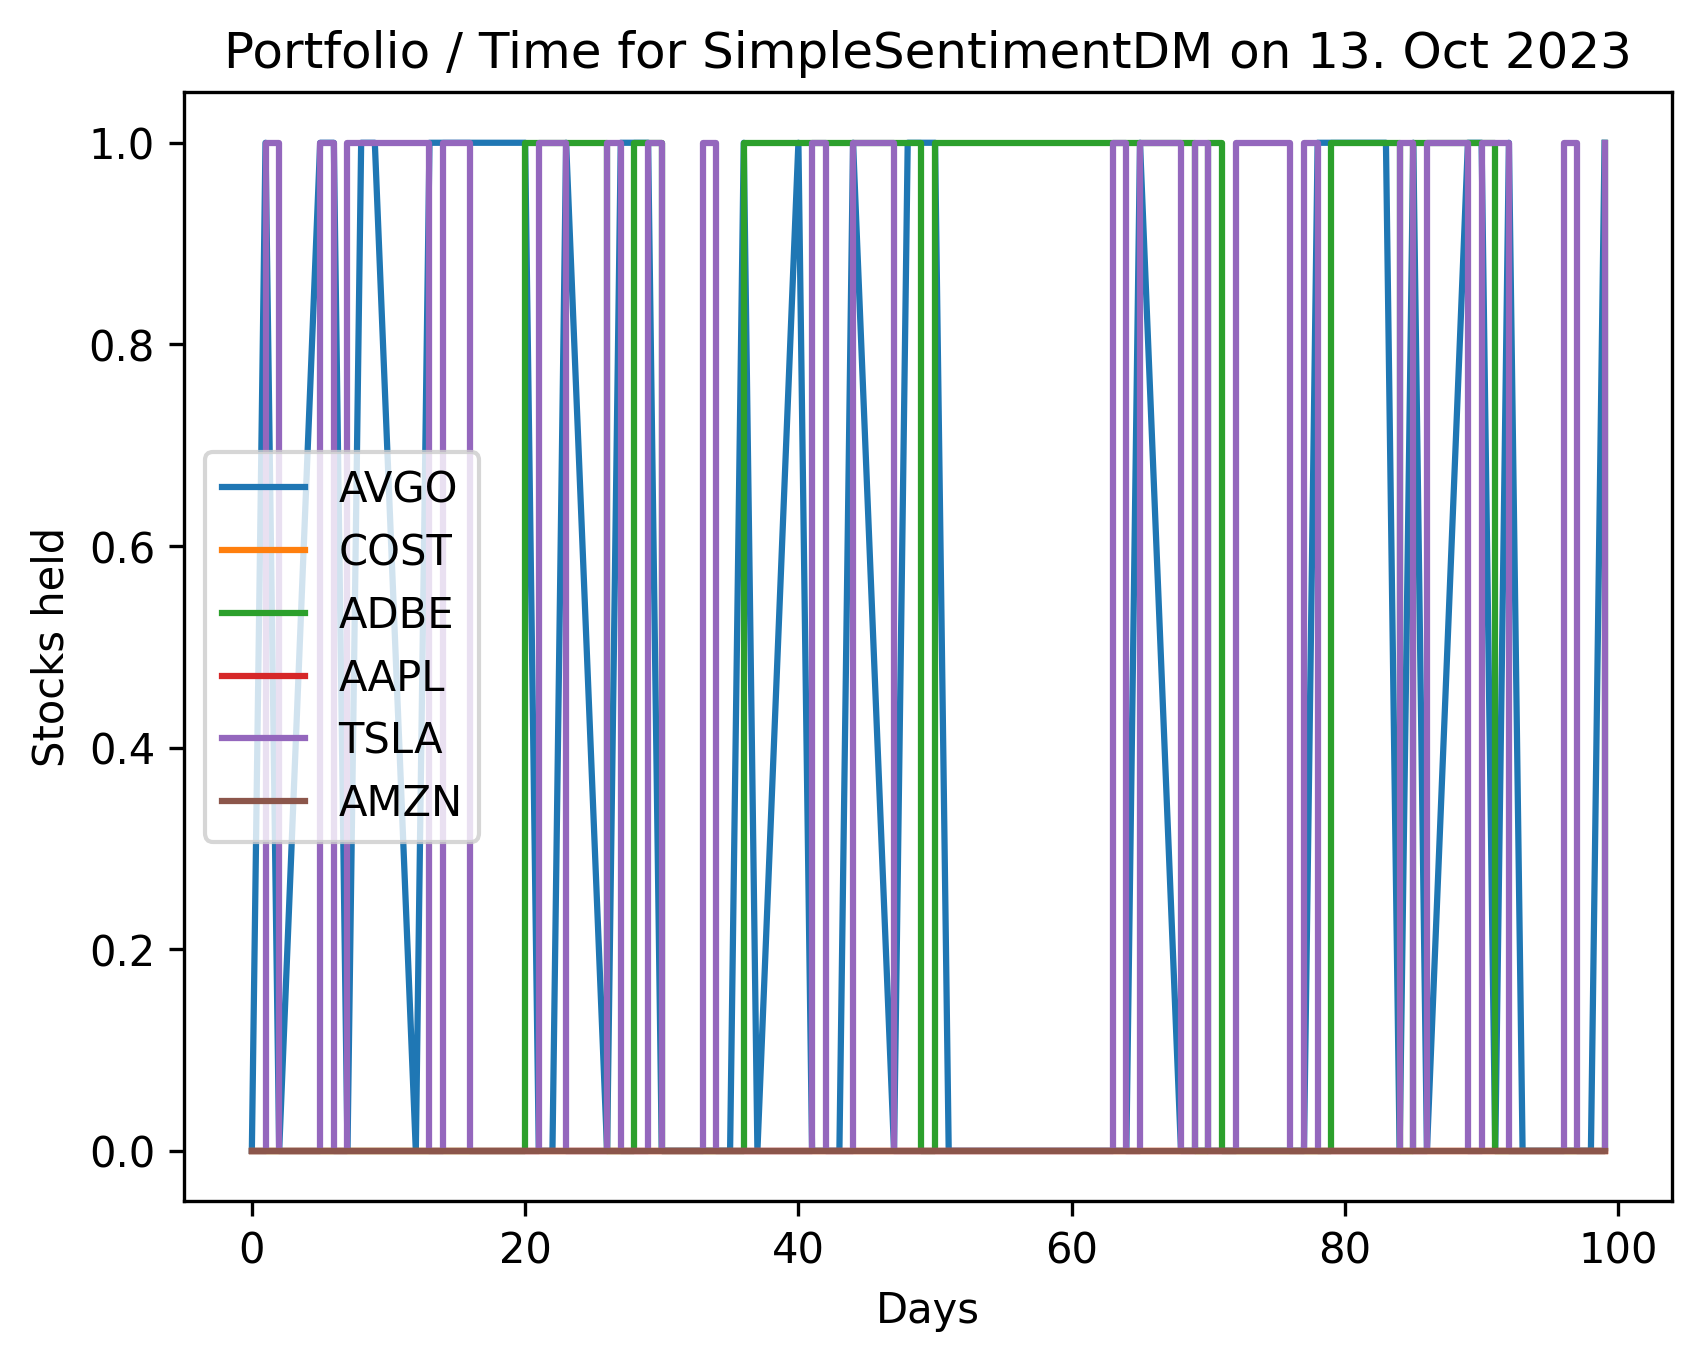 Portfolio / Time for SimpleSentimentDM on 13. Oct 2023
Stocks held
1.0
0.8
0.6
0.4
0.2
0.0
AVGO
COST
ADBE
AAPL
TSLA
AMZN
0 20 40 60 80 100
Days